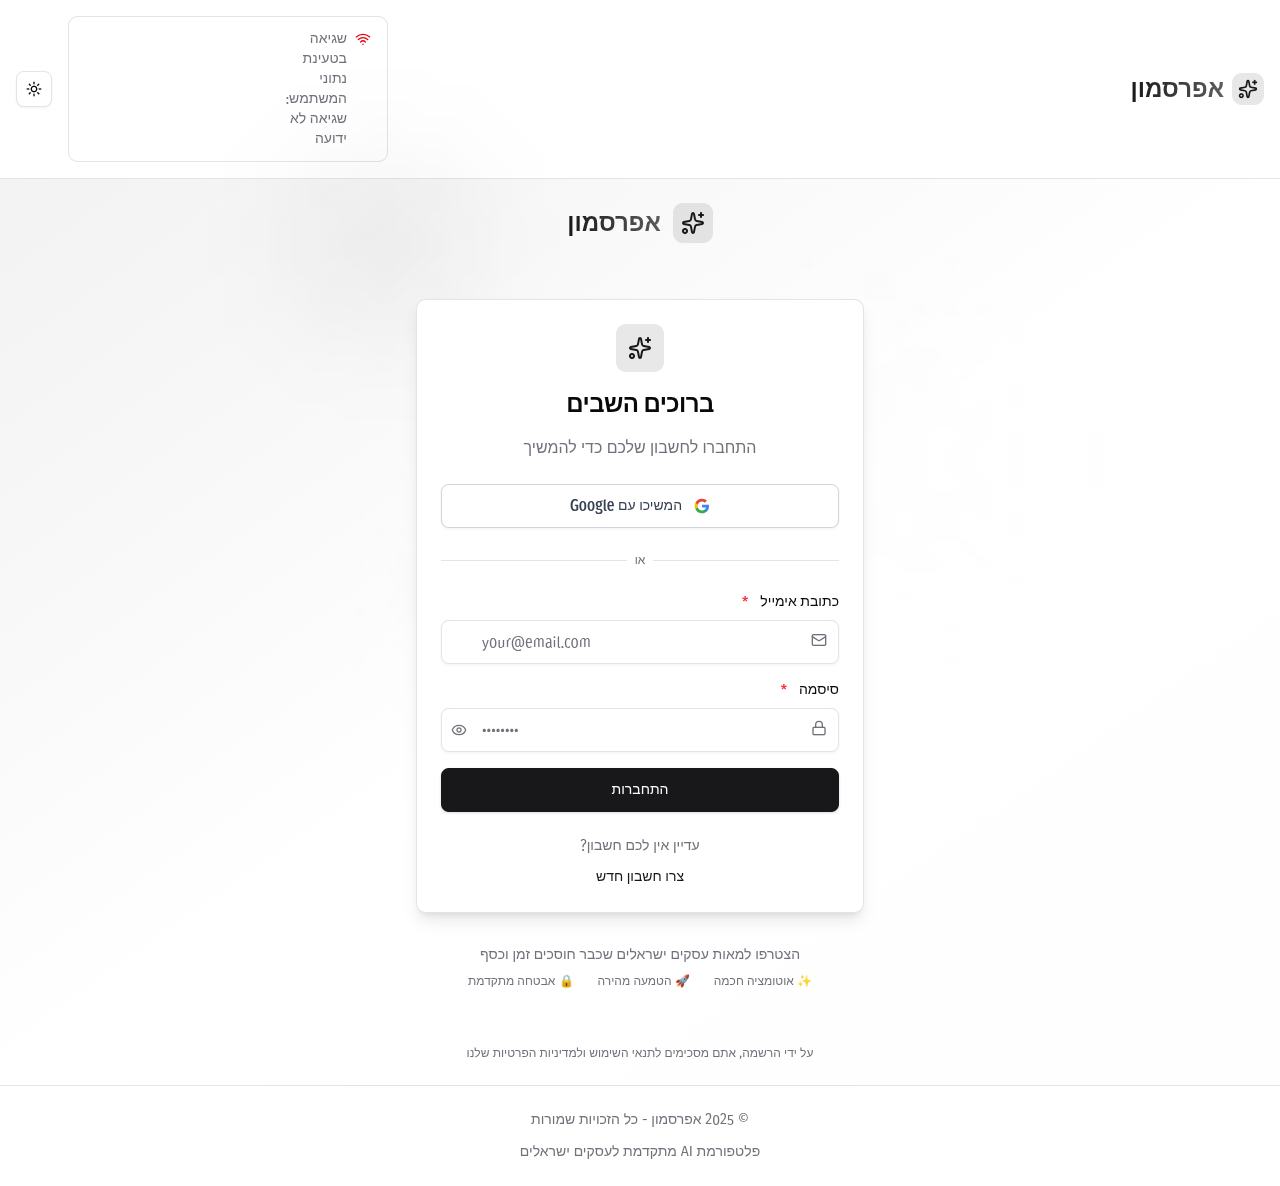 אפרסמון
שגיאה
בטעינת
נתוני
המשתמש:
שגיאה לא
ידועה
אפרסמון
ברוכים השבים
התחברו לחשבון שלכם כדי להמשיך
המשיכו עם Google
או
כתובת אימייל *
your@email.com
סיסמה *
••••••••
התחברות
עדיין אין לכם חשבון?
צרו חשבון חדש
הצטרפו למאות עסקים ישראלים שכבר חוסכים זמן וכסף
✨ אוטומציה חכמה 🚀 הטמעה מהירה 🔒 אבטחה מתקדמת
על ידי הרשמה, אתם מסכימים לתנאי השימוש ולמדיניות הפרטיות שלנו
© 2025 אפרסמון - כל הזכויות שמורות
פלטפורמת AI מתקדמת לעסקים ישראלים